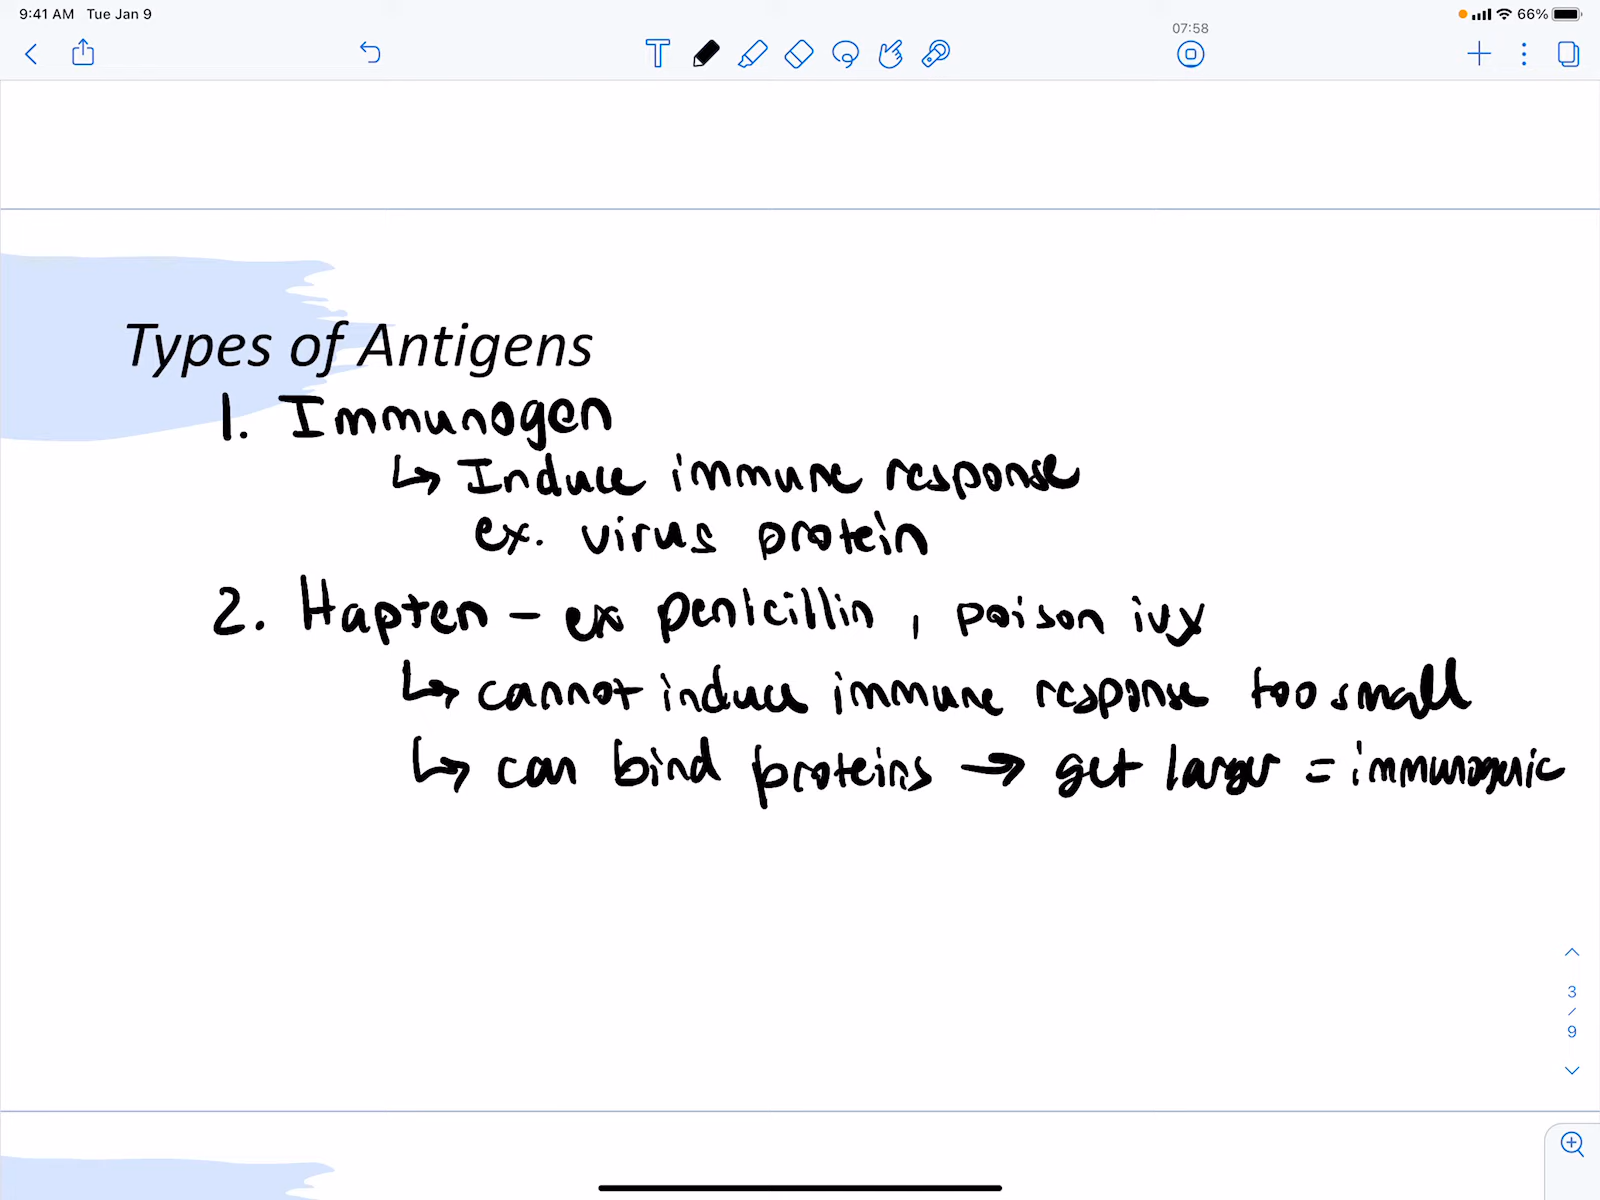 9:41 AM Tue Jan 9
66%
07:58
Types of Antigens
1. Immunogen
↳ Induce immune response
ex. virus protein
2. Hapten - ex penicillin, poison ivy
↳ cannot induce immune response too small
↳ can bind proteins → get larger = immunogenic
3
/
9